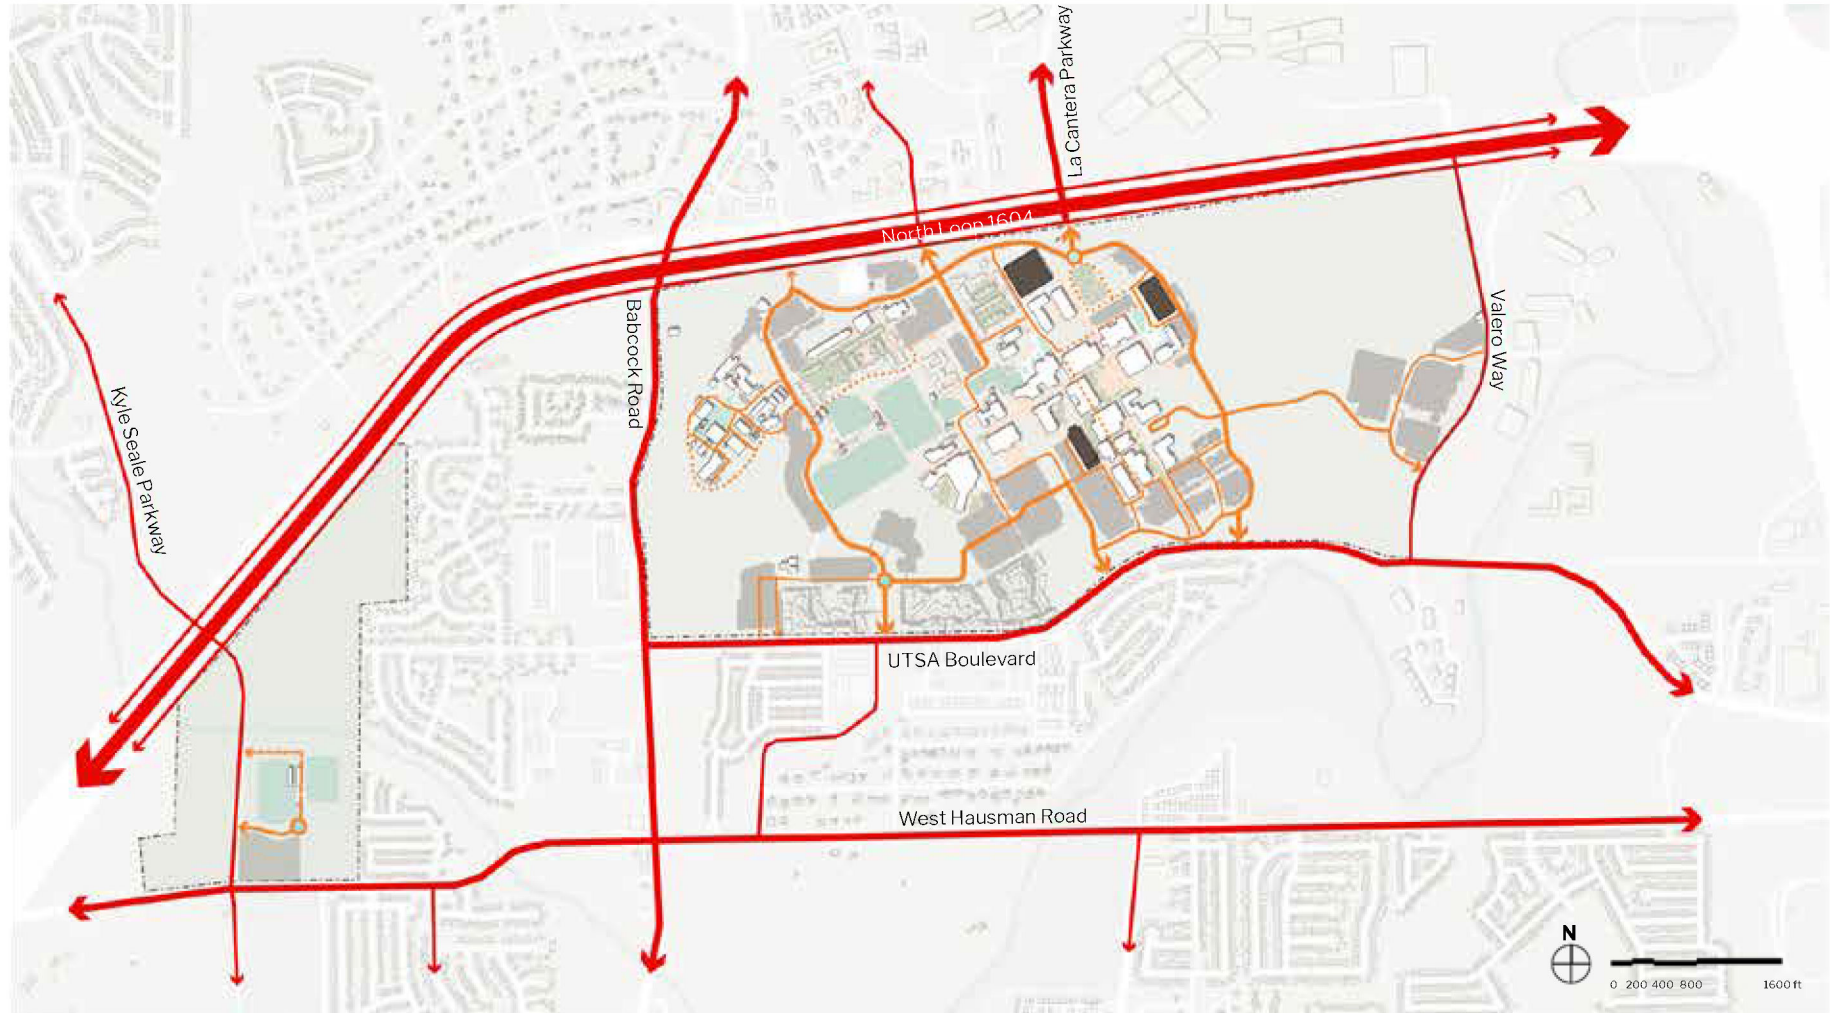 La Cantera Parkway
North Loop 1604
Babcock Road
Valero Way
Kyle Seale Parkway
UTSA Boulevard
West Hausman Road
N
0 200 400 800 1600 ft